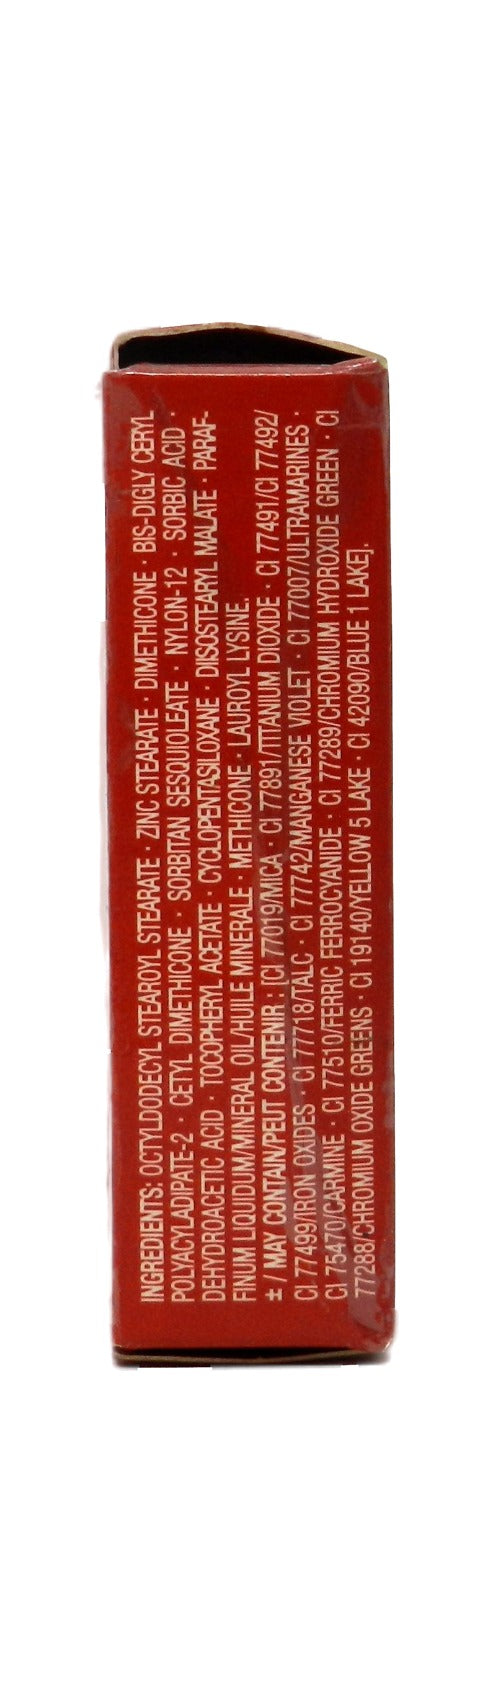 INGREDIENTS: OCTYLDODECYL STEAROYL STEARATE · ZINC STEARATE · DIMETHICONE · BIS-DIGLY CERYL
POLYACYLADIPATE-2 · CETYL DIMETHICONE · SORBITAN SESQUIOLEATE · NYLON-12 · SORBIC ACID ·
DEHYDROACETIC ACID · TOCOPHERYL ACETATE · CYCLOPENTASILOXANE · DIISOSTEARYL MALATE · PARAF-
FINUM LIQUIDUM/MINERAL OIL/HUILE MINERALE · METHICONE · LAUROYL LYSINE.
± / MAY CONTAIN/PEUT CONTENIR : [CI 77019/MICA · CI 77891/TITANIUM DIOXIDE · CI 77491/CI 77492/
CI 77499/IRON OXIDES · CI 77718/TALC · CI 77742/MANGANESE VIOLET · CI 77007/ULTRAMARINES ·
CI 75470/CARMINE · CI 77510/FERRIC FERROCYANIDE · CI 77289/CHROMIUM HYDROXIDE GREEN · CI
77288/CHROMIUM OXIDE GREENS · CI 19140/YELLOW 5 LAKE · CI 42090/BLUE 1 LAKE].